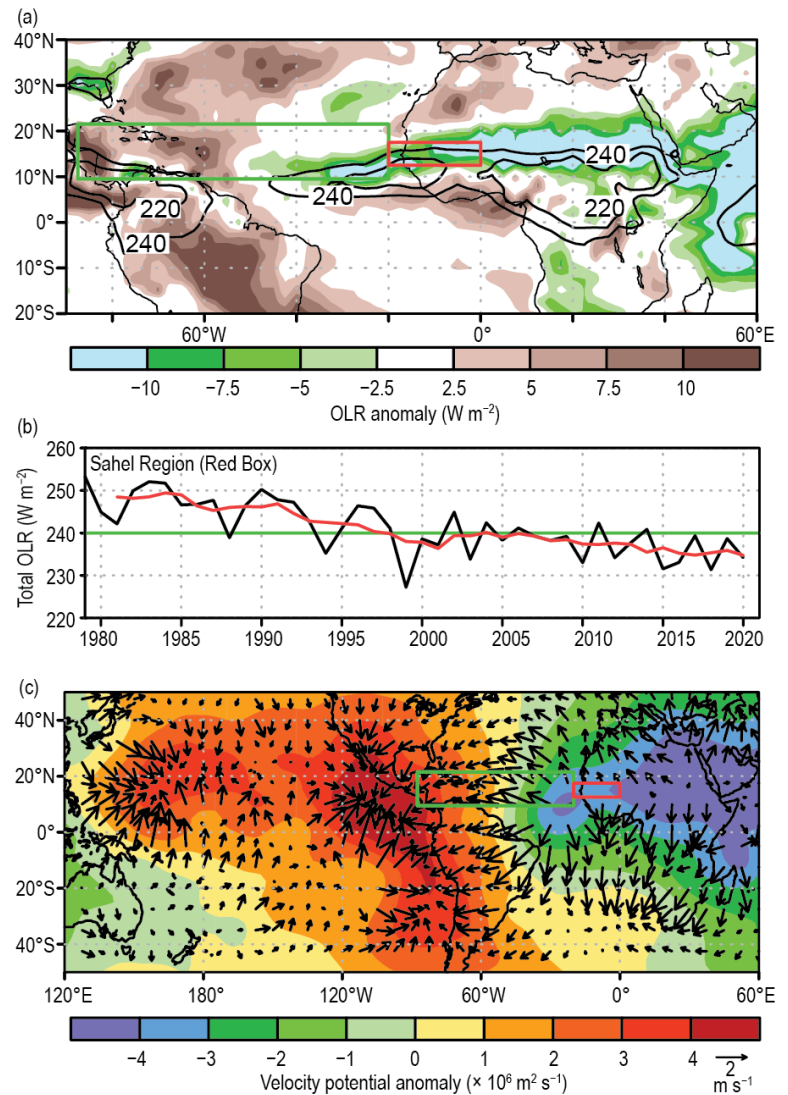 (a)
40°N
30°N
20°N
10°N
0°
10°S
20°S
240
220
240
240
220
60°W 0° 60°E
−10 −7.5 −5 −2.5 2.5 5 7.5 10
OLR anomaly (W m−2)
(b)
260
250
240
230
220
Total OLR (W m−2)
Sahel Region (Red Box)
1980 1985 1990 1995 2000 2005 2010 2015 2020
(c)
40°N
20°N
0°
20°S
40°S
120°E 180° 120°W 60°W 0° 60°E
−4 −3 −2 −1 0 1 2 3 4
2
m s−1
Velocity potential anomaly (× 10⁶ m² s−1)